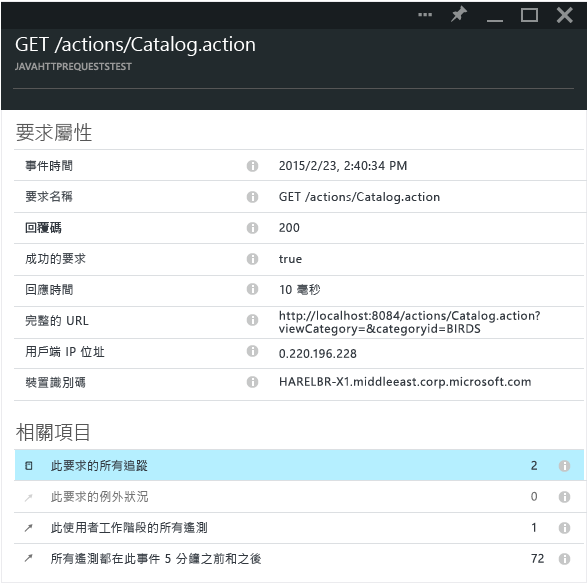 GET /actions/Catalog.action
JAVAHTTPREQUESTSTEST
要求屬性
事件時間 2015/2/23, 2:40:34 PM
要求名稱 GET /actions/Catalog.action
回覆碼 200
成功的要求 true
回應時間 10 毫秒
完整的 URL http://localhost:8084/actions/Catalog.action?
viewCategory=&categoryid=BIRDS
用戶端 IP 位址 0.220.196.228
裝置識別碼 HARELBR-X1.middleeast.corp.microsoft.com
相關項目
此要求的所有追蹤 2
此要求的例外狀況 0
此使用者工作階段的所有遙測 1
所有遙測都在此事件 5 分鐘之前和之後 72